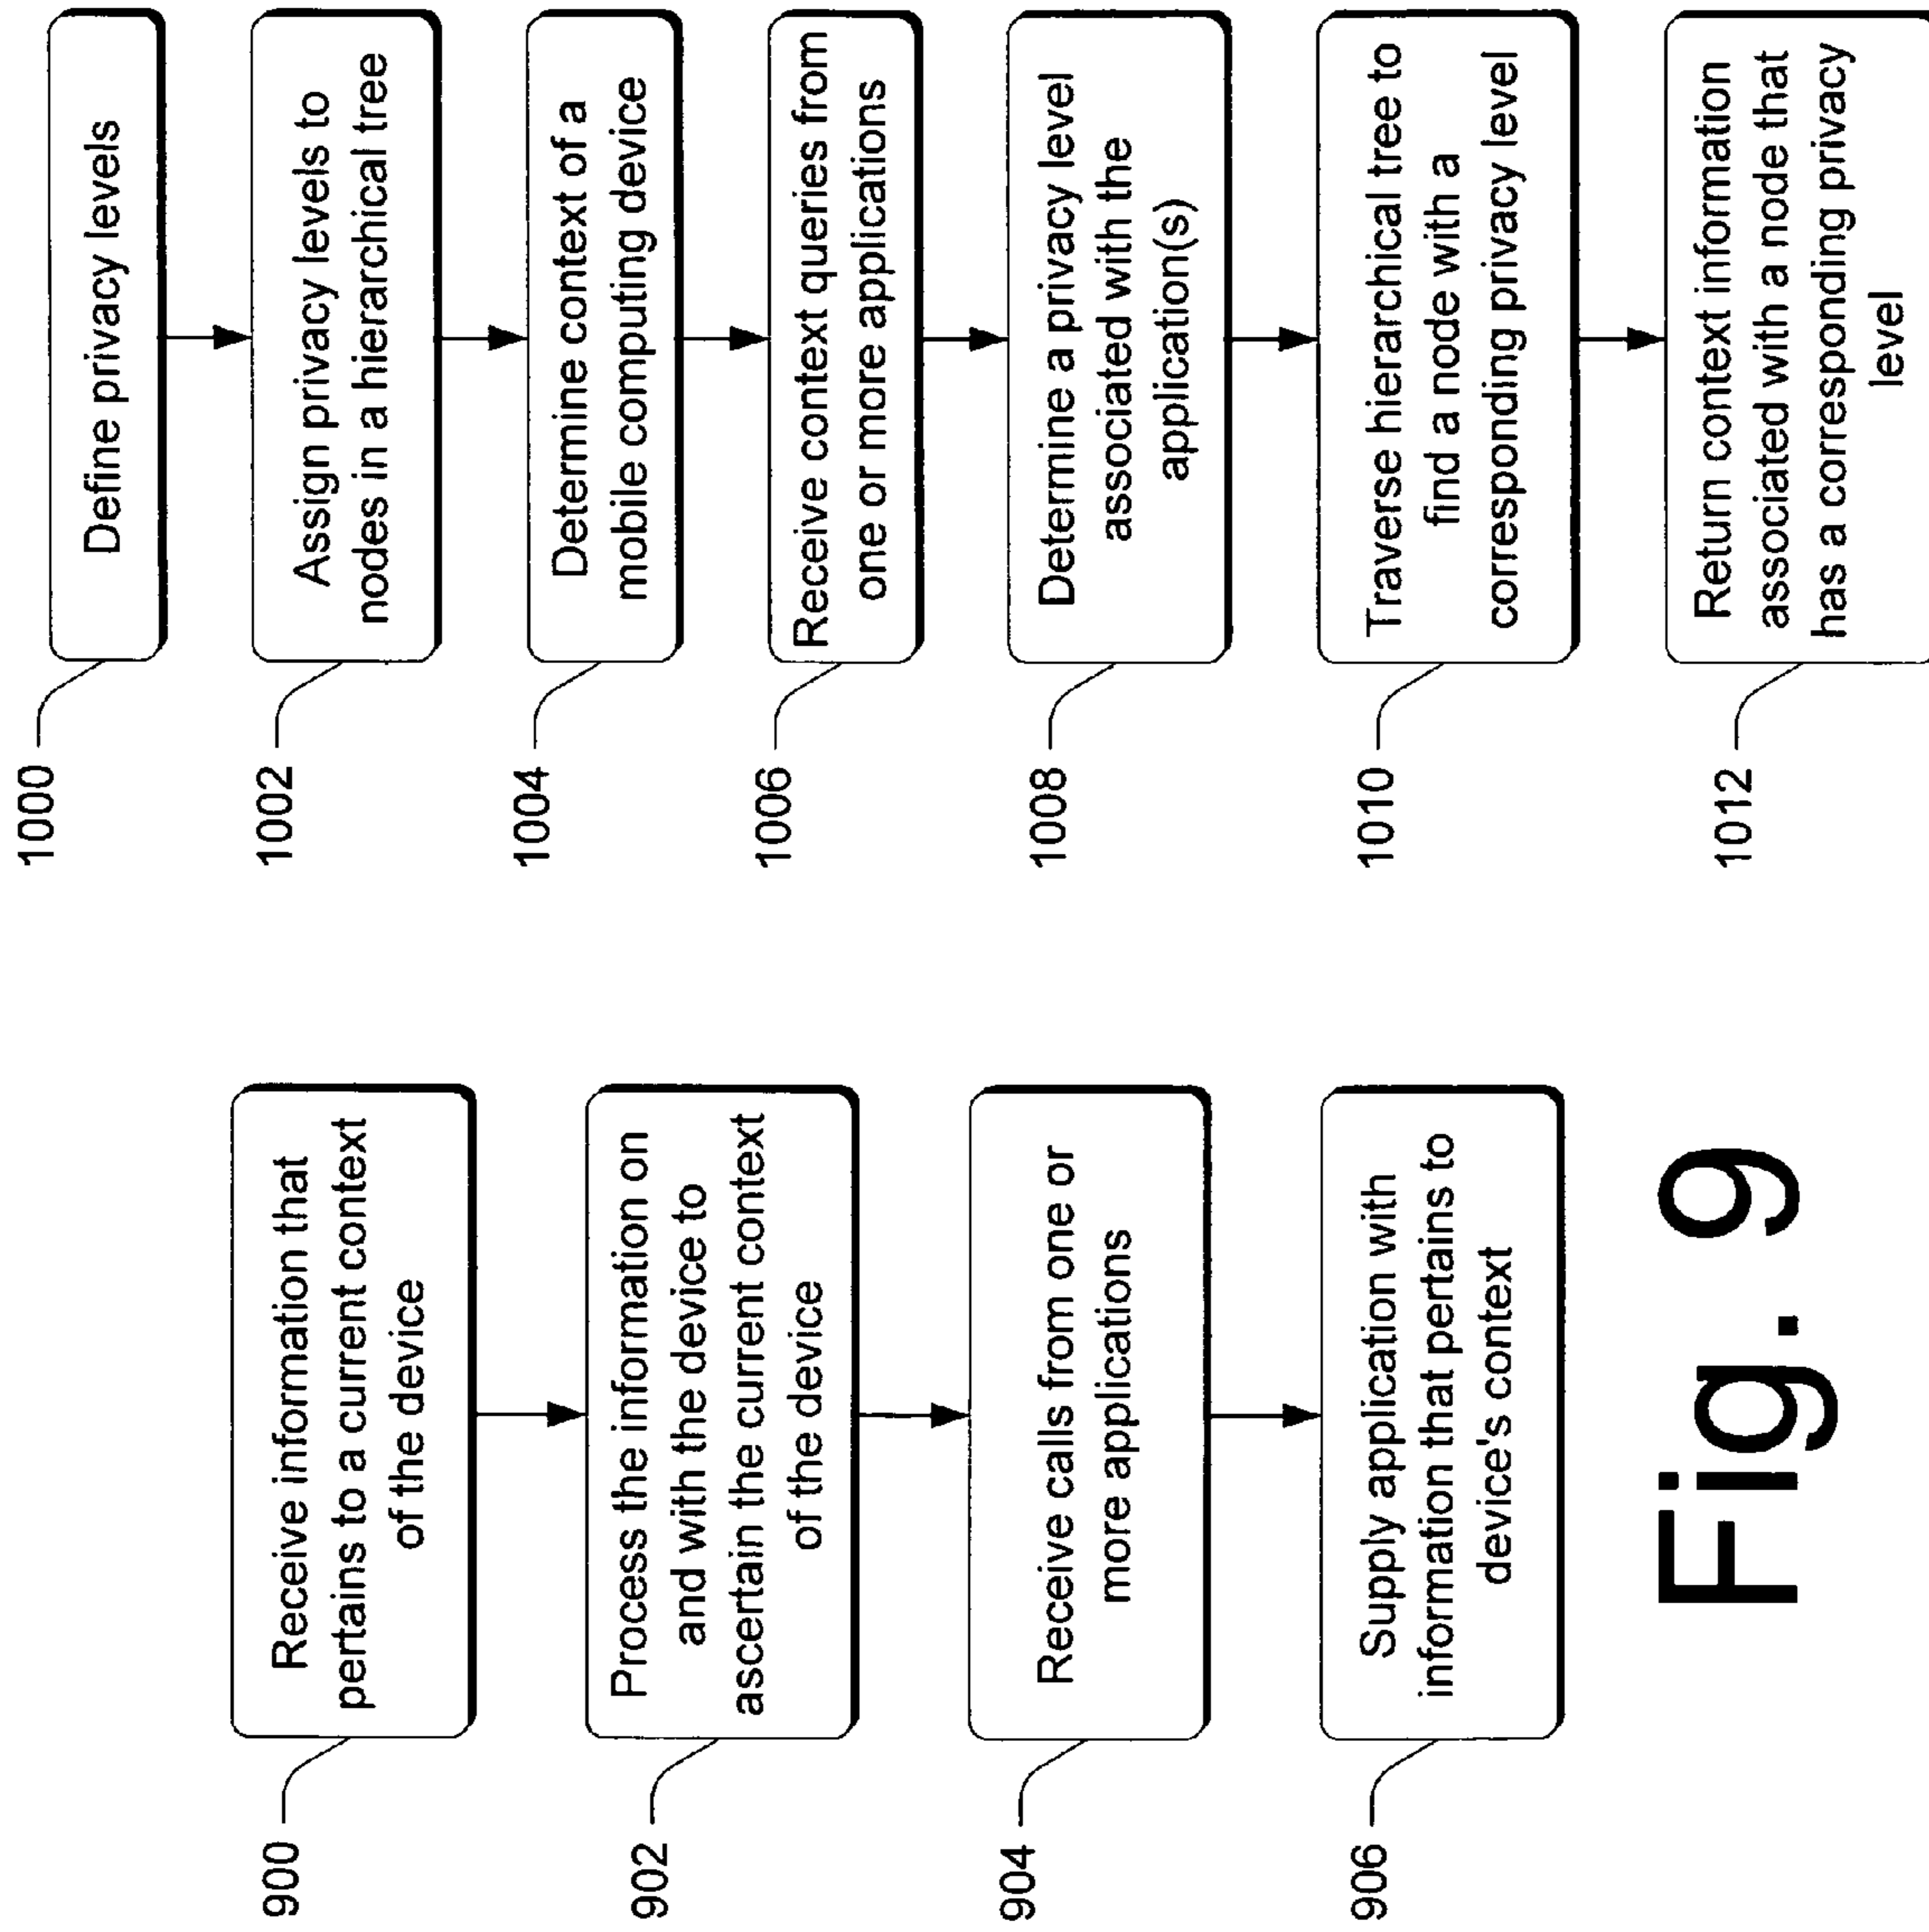 900
Receive information that
pertains to a current context
of the device
902
Process the information on
and with the device to
ascertain the current context
of the device
904
Receive calls from one or
more applications
906
Supply application with
information that pertains to
device's context
Fig. 9
1000
Define privacy levels
1002
Assign privacy levels to
nodes in a hierarchical tree
1004
Determine context of a
mobile computing device
1006
Receive context queries from
one or more applications
1008
Determine a privacy level
associated with the
application(s)
1010
Traverse hierarchical tree to
find a node with a
corresponding privacy level
1012
Return context information
associated with a node that
has a corresponding privacy
level